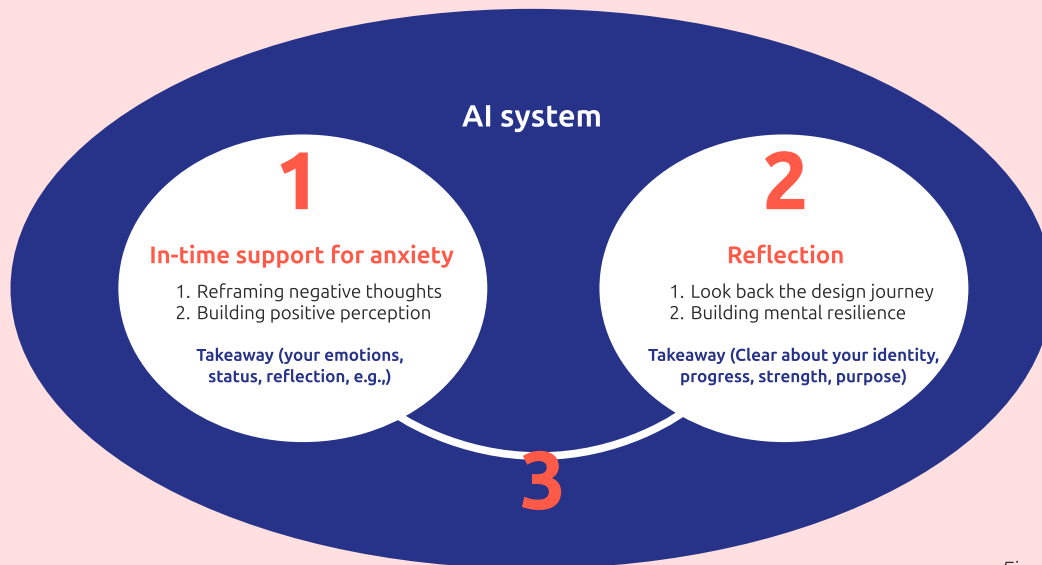 AI system
1
In-time support for anxiety
1. Reframing negative thoughts
2. Building positive perception
Takeaway (your emotions,
status, reflection, e.g.,)
2
Reflection
1. Look back the design journey
2. Building mental resilience
Takeaway (Clear about your identity,
progress, strength, purpose)
3